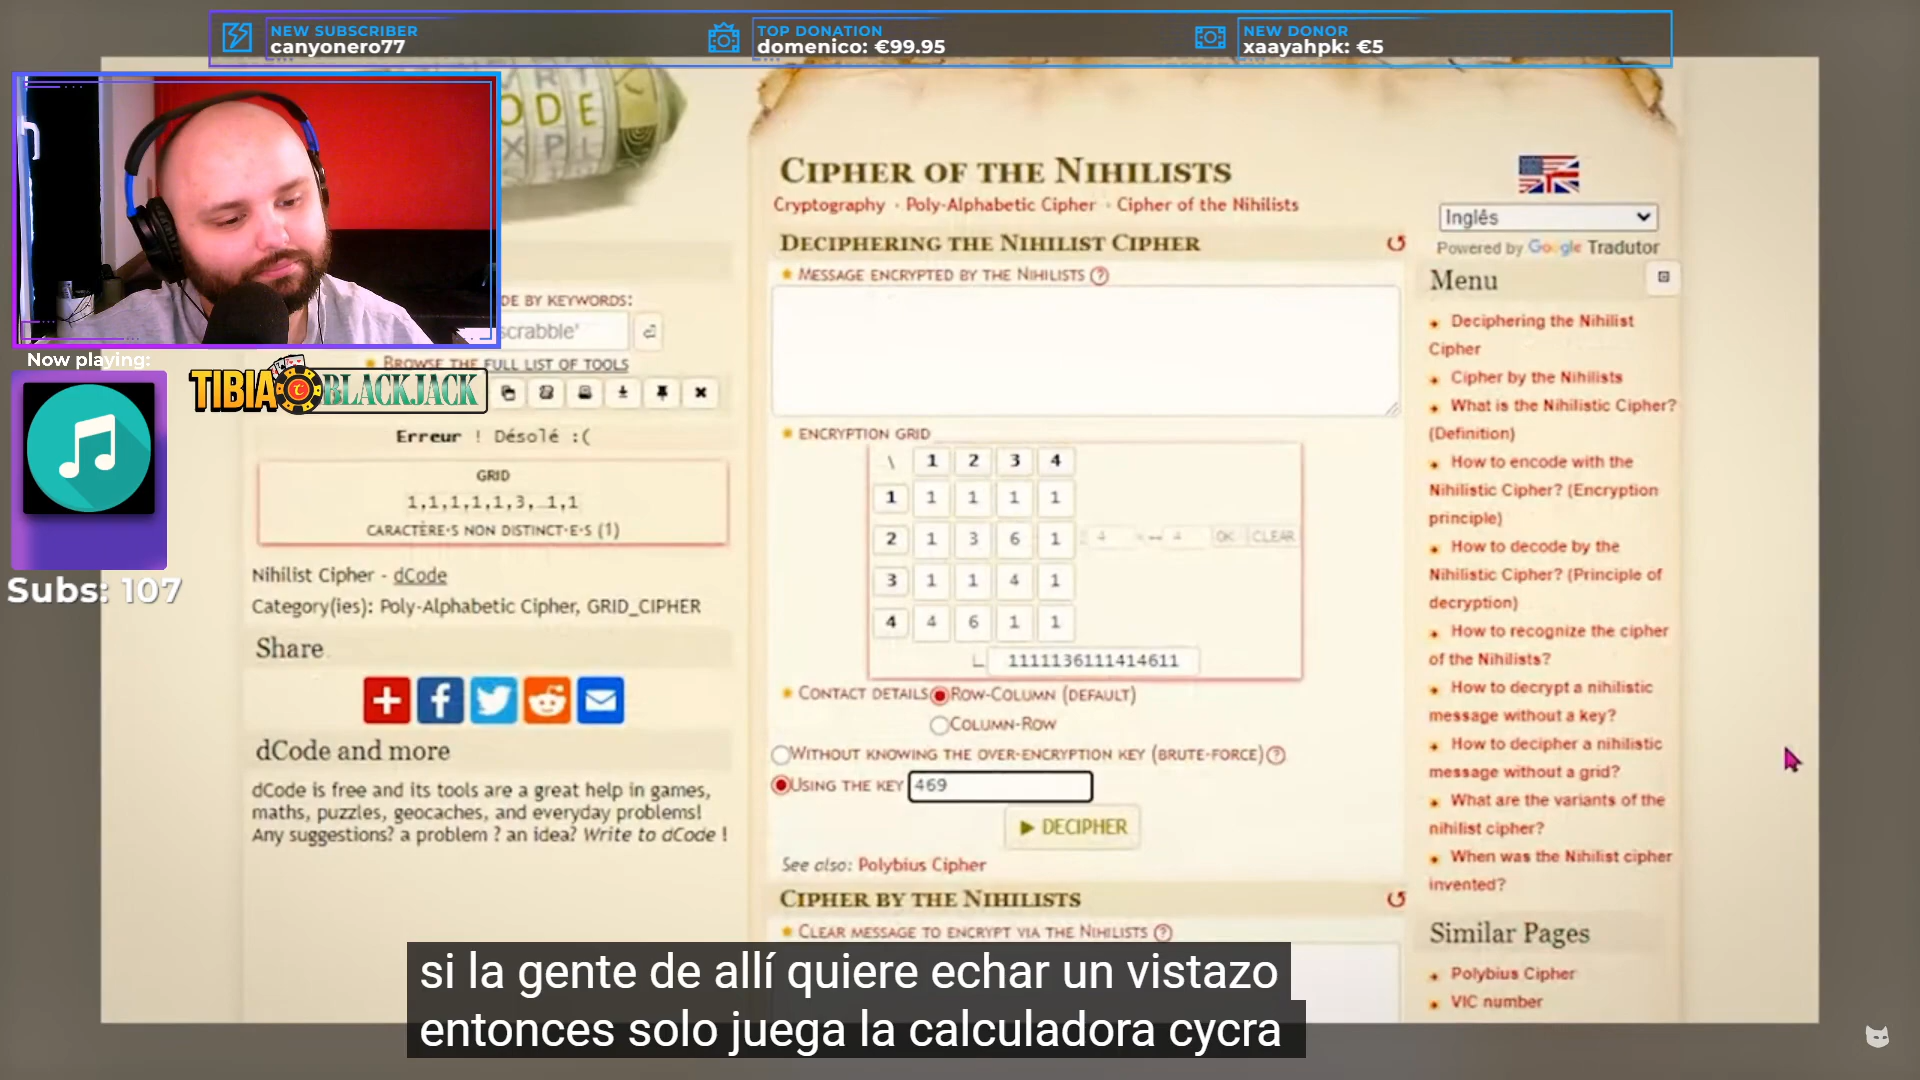 NEW SUBSCRIBER
canyonero77
TOP DONATION
domenico: €99.95
NEW DONOR
xaayahpk: €5
Now playing:
Subs: 107
TIBIA BLACKJACK
DE BY KEYWORDS:
scrabble'
BROWSE THE FULL LIST OF TOOLS
Erreur ! Désolé :(
GRID
1,1,1,1,1,3,_1,1
CARACTÈRE·S NON DISTINCT·E·S (1)
Nihilist Cipher - dCode
Category(ies): Poly-Alphabetic Cipher, GRID_CIPHER
Share
dCode and more
dCode is free and its tools are a great help in games,
maths, puzzles, geocaches, and everyday problems!
Any suggestions? a problem ? an idea? Write to dCode !
CIPHER OF THE NIHILISTS
Cryptography · Poly-Alphabetic Cipher · Cipher of the Nihilists
DECIPHERING THE NIHILIST CIPHER
MESSAGE ENCRYPTED BY THE NIHILISTS ?
ENCRYPTION GRID
\ 1 2 3 4
1 1 1 1 1
2 1 3 6 1
4 ↔ 4 OK CLEAR
3 1 1 4 1
4 4 6 1 1
1111136111414611
CONTACT DETAILS ROW-COLUMN (DEFAULT)
COLUMN-ROW
WITHOUT KNOWING THE OVER-ENCRYPTION KEY (BRUTE-FORCE) ?
USING THE KEY 469
▶ DECIPHER
See also: Polybius Cipher
CIPHER BY THE NIHILISTS
CLEAR MESSAGE TO ENCRYPT VIA THE NIHILISTS ?
Inglês
Powered by Google Tradutor
Menu
Deciphering the Nihilist
Cipher
Cipher by the Nihilists
What is the Nihilistic Cipher?
(Definition)
How to encode with the
Nihilistic Cipher? (Encryption
principle)
How to decode by the
Nihilistic Cipher? (Principle of
decryption)
How to recognize the cipher
of the Nihilists?
How to decrypt a nihilistic
message without a key?
How to decipher a nihilistic
message without a grid?
What are the variants of the
nihilist cipher?
When was the Nihilist cipher
invented?
Similar Pages
Polybius Cipher
VIC number
si la gente de allí quiere echar un vistazo
entonces solo juega la calculadora cycra